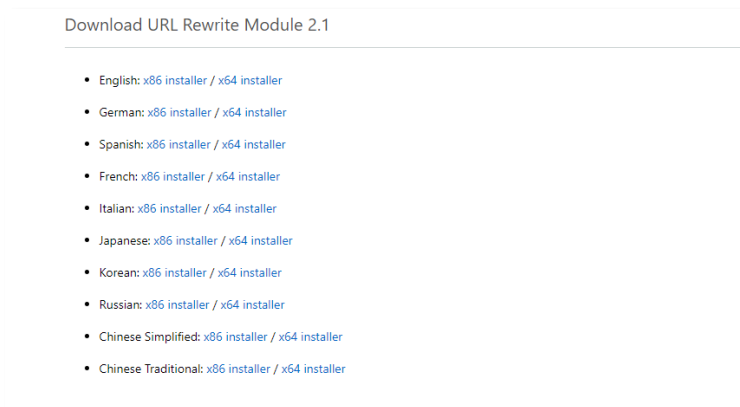 Download URL Rewrite Module 2.1
• English: x86 installer / x64 installer
• German: x86 installer / x64 installer
• Spanish: x86 installer / x64 installer
• French: x86 installer / x64 installer
• Italian: x86 installer / x64 installer
• Japanese: x86 installer / x64 installer
• Korean: x86 installer / x64 installer
• Russian: x86 installer / x64 installer
• Chinese Simplified: x86 installer / x64 installer
• Chinese Traditional: x86 installer / x64 installer